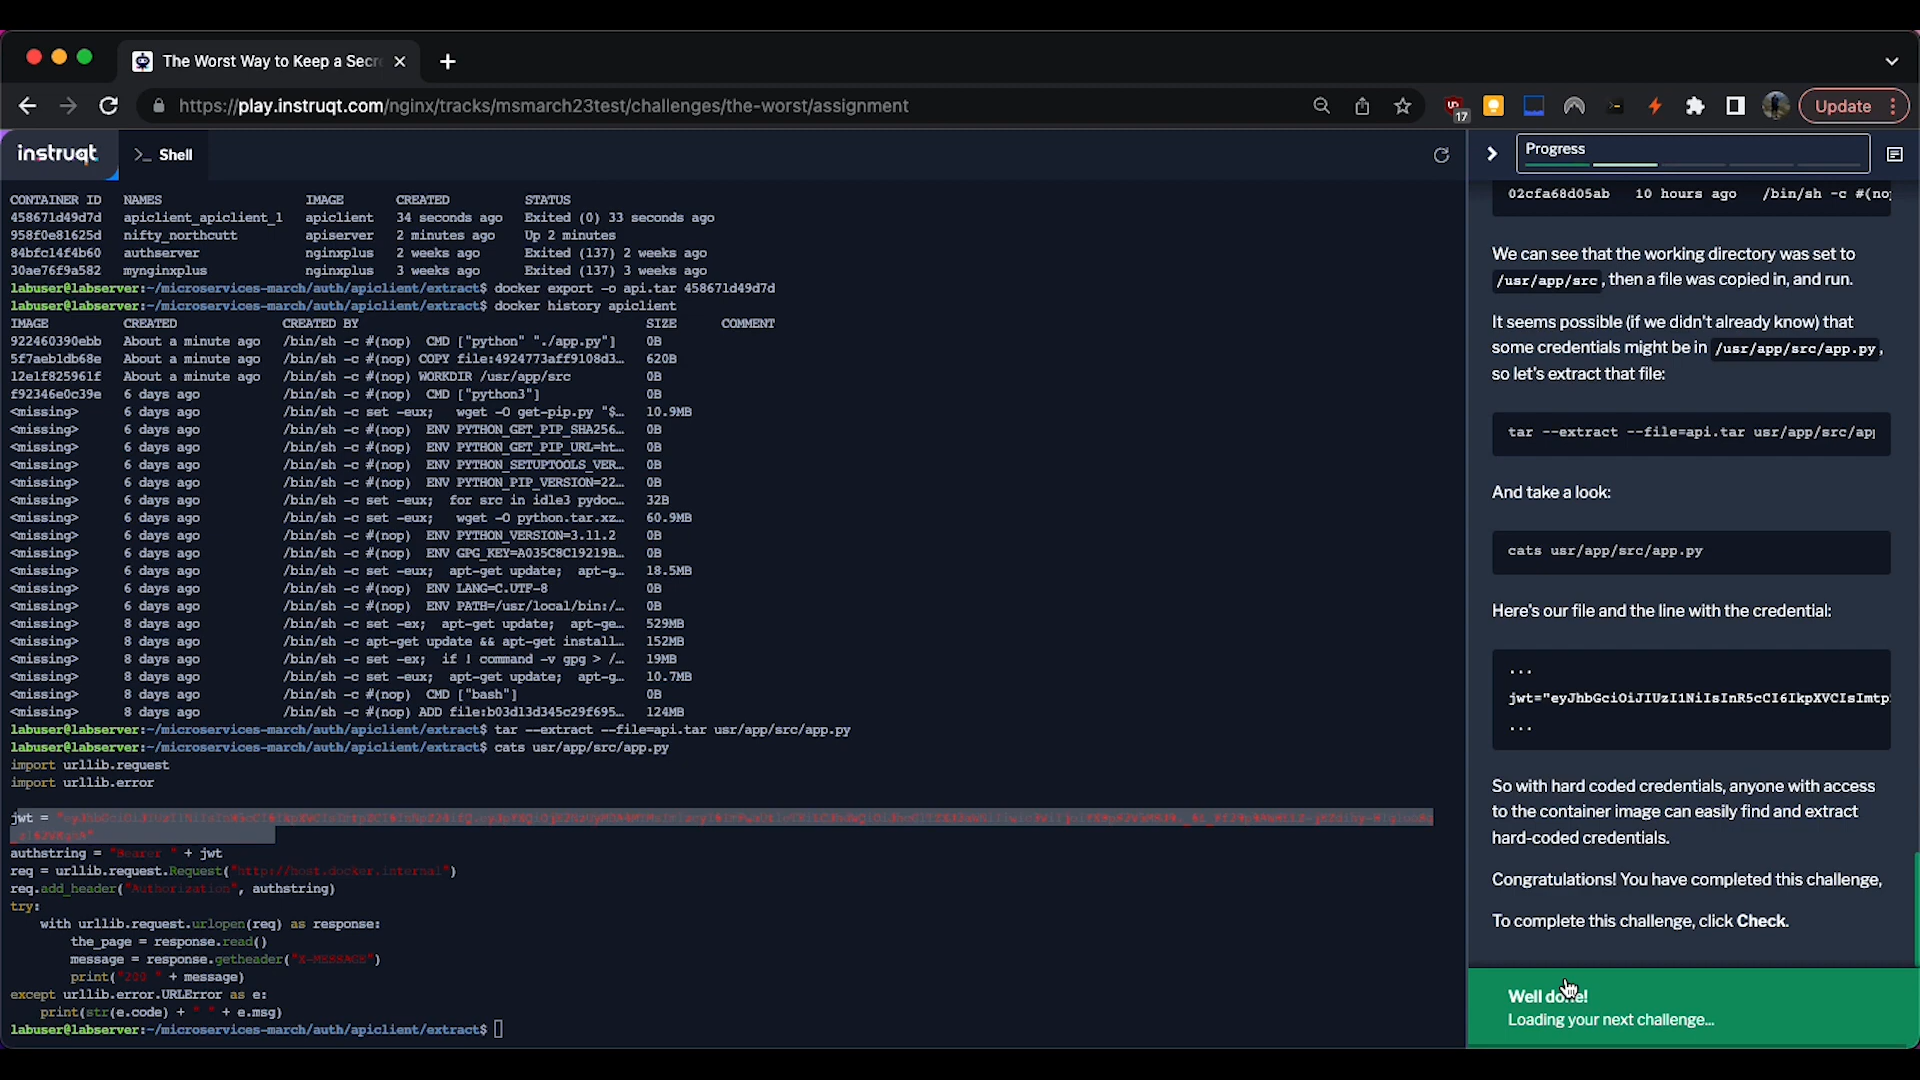 The Worst Way to Keep a Secr
https://play.instruqt.com/nginx/tracks/msmarch23test/challenges/the-worst/assignment
17
Update
instruqt
>_ Shell
Progress
CONTAINER ID NAMES IMAGE CREATED STATUS
458671d49d7d apiclient_apiclient_1 apiclient 34 seconds ago Exited (0) 33 seconds ago
958f0e81625d nifty_northcutt apiserver 2 minutes ago Up 2 minutes
84bfc14f4b60 authserver nginxplus 2 weeks ago Exited (137) 2 weeks ago
30ae76f9a582 mynginxplus nginxplus 3 weeks ago Exited (137) 3 weeks ago
labuser@labserver:~/microservices-march/auth/apiclient/extract$ docker export -o api.tar 458671d49d7d
labuser@labserver:~/microservices-march/auth/apiclient/extract$ docker history apiclient
IMAGE CREATED CREATED BY SIZE COMMENT
922460390ebb About a minute ago /bin/sh -c #(nop) CMD ["python" "./app.py"] 0B
5f7aeb1db68e About a minute ago /bin/sh -c #(nop) COPY file:4924773aff9108d3… 620B
12e1f825961f About a minute ago /bin/sh -c #(nop) WORKDIR /usr/app/src 0B
f92346e0c39e 6 days ago /bin/sh -c #(nop) CMD ["python3"] 0B
<missing> 6 days ago /bin/sh -c set -eux; wget -O get-pip.py "$… 10.9MB
<missing> 6 days ago /bin/sh -c #(nop) ENV PYTHON_GET_PIP_SHA256… 0B
<missing> 6 days ago /bin/sh -c #(nop) ENV PYTHON_GET_PIP_URL=ht… 0B
<missing> 6 days ago /bin/sh -c #(nop) ENV PYTHON_SETUPTOOLS_VER… 0B
<missing> 6 days ago /bin/sh -c #(nop) ENV PYTHON_PIP_VERSION=22… 0B
<missing> 6 days ago /bin/sh -c set -eux; for src in idle3 pydoc… 32B
<missing> 6 days ago /bin/sh -c set -eux; wget -O python.tar.xz… 60.9MB
<missing> 6 days ago /bin/sh -c #(nop) ENV PYTHON_VERSION=3.11.2 0B
<missing> 6 days ago /bin/sh -c #(nop) ENV GPG_KEY=A035C8C19219B… 0B
<missing> 6 days ago /bin/sh -c set -eux; apt-get update; apt-g… 18.5MB
<missing> 6 days ago /bin/sh -c #(nop) ENV LANG=C.UTF-8 0B
<missing> 6 days ago /bin/sh -c #(nop) ENV PATH=/usr/local/bin:/… 0B
<missing> 8 days ago /bin/sh -c set -ex; apt-get update; apt-ge… 529MB
<missing> 8 days ago /bin/sh -c apt-get update && apt-get install… 152MB
<missing> 8 days ago /bin/sh -c set -ex; if ! command -v gpg > /… 19MB
<missing> 8 days ago /bin/sh -c set -eux; apt-get update; apt-g… 10.7MB
<missing> 8 days ago /bin/sh -c #(nop) CMD ["bash"] 0B
<missing> 8 days ago /bin/sh -c #(nop) ADD file:b03d13d345c29f695… 124MB
labuser@labserver:~/microservices-march/auth/apiclient/extract$ tar --extract --file=api.tar usr/app/src/app.py
labuser@labserver:~/microservices-march/auth/apiclient/extract$ cats usr/app/src/app.py
import urllib.request
import urllib.error
jwt =
authstring = "Bearer " + jwt
req = urllib.request.Request("http://host.docker.internal")
req.add_header("Authorization", authstring)
try:
with urllib.request.urlopen(req) as response:
the_page = response.read()
message = response.getheader("X-MESSAGE")
print("200 " + message)
except urllib.error.URLError as e:
print(str(e.code) + " " + e.msg)
labuser@labserver:~/microservices-march/auth/apiclient/extract$
02cfa68d05ab 10 hours ago /bin/sh -c #(no
We can see that the working directory was set to
/usr/app/src, then a file was copied in, and run.
It seems possible (if we didn't already know) that
some credentials might be in /usr/app/src/app.py,
so let's extract that file:
tar --extract --file=api.tar usr/app/src/ap
And take a look:
cats usr/app/src/app.py
Here's our file and the line with the credential:
...
jwt="eyJhbGciOiJIUzI1NiIsInR5cCI6IkpXVCIsImtp
...
So with hard coded credentials, anyone with access
to the container image can easily find and extract
hard-coded credentials.
Congratulations! You have completed this challenge,
To complete this challenge, click Check.
Well done!
Loading your next challenge...